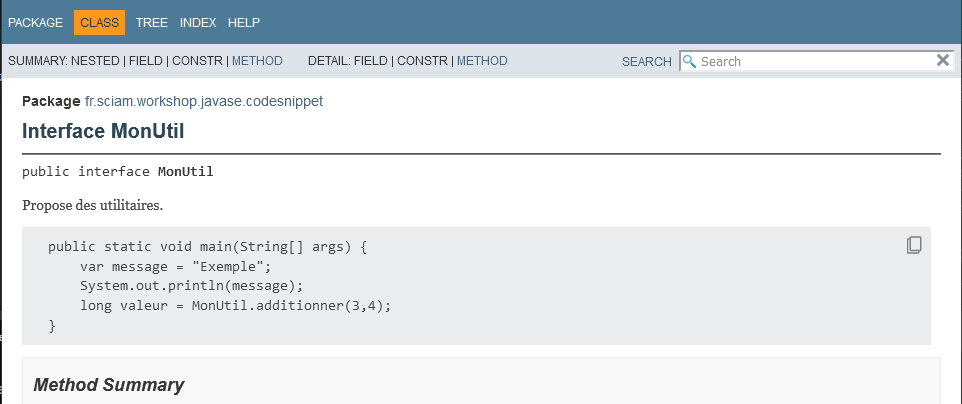 PACKAGE CLASS TREE INDEX HELP
SUMMARY: NESTED | FIELD | CONSTR | METHOD DETAIL: FIELD | CONSTR | METHOD SEARCH Search
Package fr.sciam.workshop.javase.codesnippet
Interface MonUtil
public interface MonUtil
Propose des utilitaires.
public static void main(String[] args) {
var message = "Exemple";
System.out.println(message);
long valeur = MonUtil.additionner(3,4);
}
Method Summary